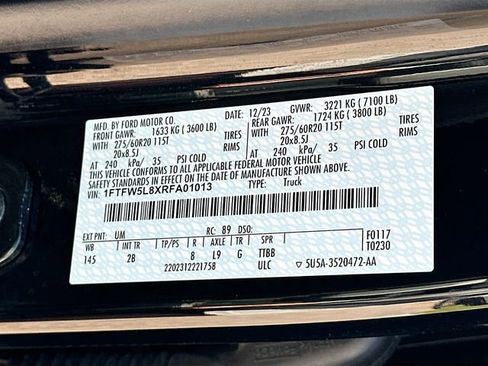 MFD. BY FORD MOTOR CO. 12/23 GVWR: 3221 KG ( 7100 LB)
FRONT GAWR: 1633 KG ( 3600 LB) REAR GAWR: 1724 KG ( 3800 LB)
275/60R20 115T TIRES 275/60R20 115T TIRES
20x8.5J RIMS 20x8.5J RIMS
AT 240 kPa/ 35 PSI COLD AT 240 kPa/ 35 PSI COLD
THIS VEHICLE CONFORMS TO ALL APPLICABLE FEDERAL MOTOR VEHICLE
SAFETY STANDARDS IN EFFECT ON THE DATE OF MANUFACTURE SHOWN ABOVE.
VIN: 1FTFW5L8XRFA01013 TYPE: Truck
EXT PNT: UM RC: 89 DSO:
WB INT TR TP/PS R AXLE TR SPR F0117
145 2B 8 L9 G TTBB T0230
2202312221758 ULC 5U5A-3520472-AA